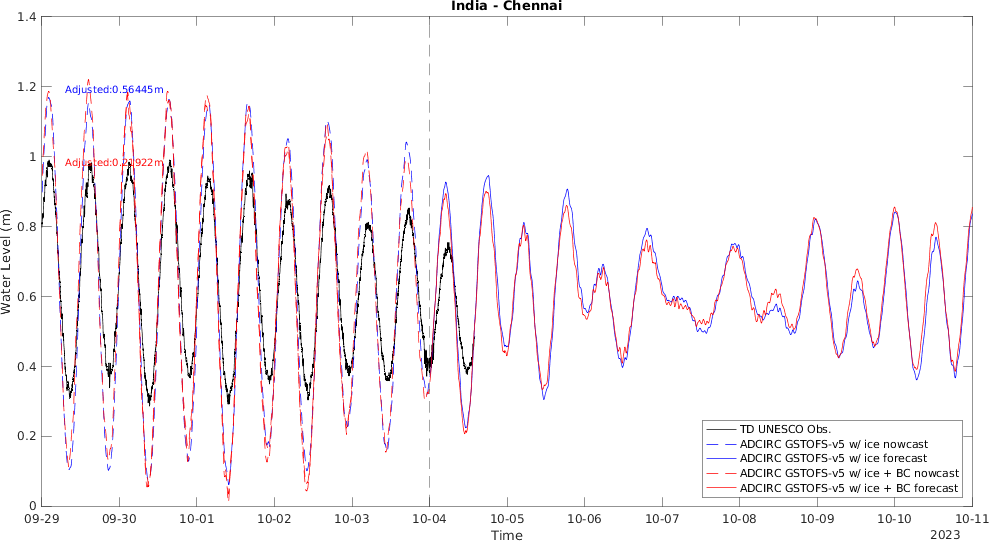 India - Chennai
1.4
1.2
1
0.8
0.6
0.4
0.2
0
Water Level (m)
Adjusted:0.56445m
Adjusted:0.21922m
TD UNESCO Obs.
ADCIRC GSTOFS-v5 w/ ice nowcast
ADCIRC GSTOFS-v5 w/ ice forecast
ADCIRC GSTOFS-v5 w/ ice + BC nowcast
ADCIRC GSTOFS-v5 w/ ice + BC forecast
09-29 09-30 10-01 10-02 10-03 10-04 10-05 10-06 10-07 10-08 10-09 10-10 10-11
Time
2023